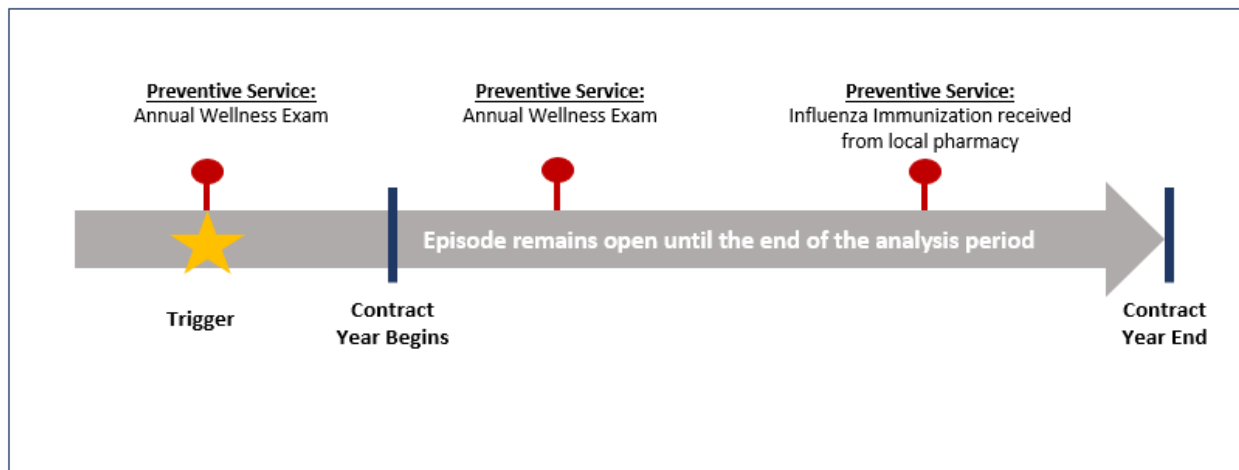 Preventive Service:
Annual Wellness Exam
Preventive Service:
Annual Wellness Exam
Preventive Service:
Influenza Immunization received
from local pharmacy
Episode remains open until the end of the analysis period
Trigger
Contract
Year Begins
Contract
Year End